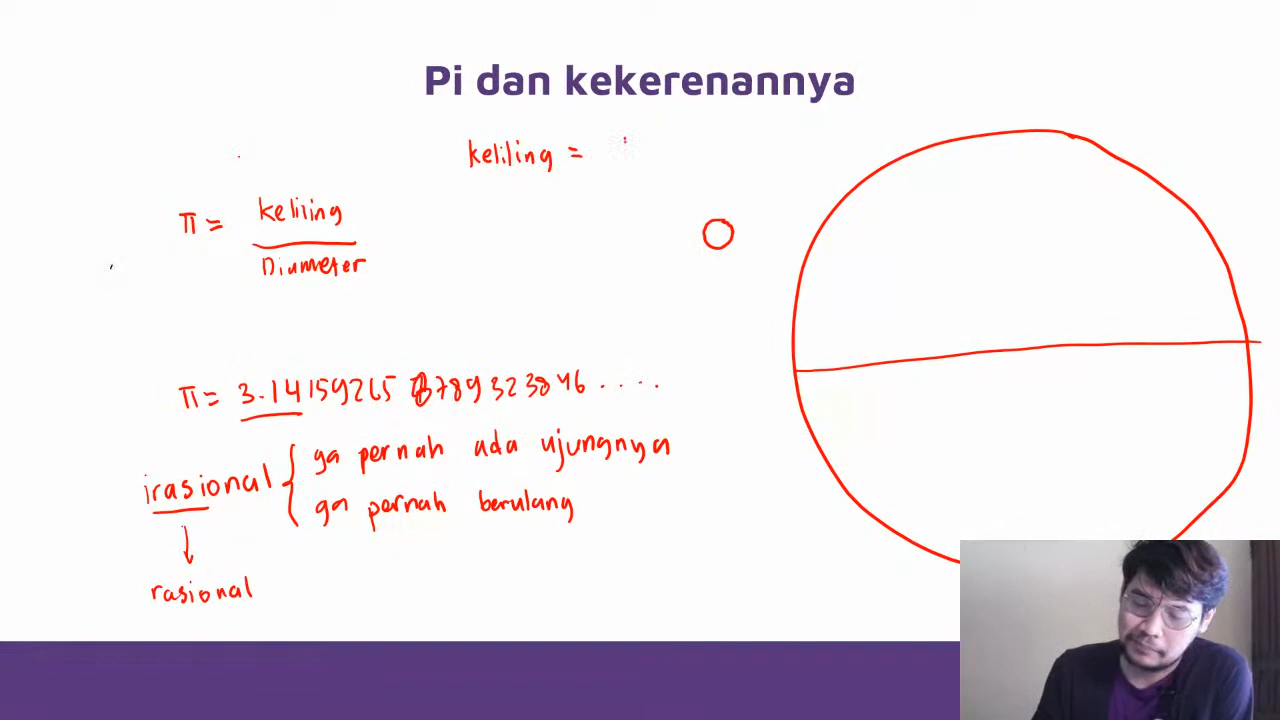 Pi dan kekerenannya
keliling =
π = keliling
Diameter
π = 3.14159265 8789323846 ....
irasional { ga pernah ada ujungnya
ga pernah berulang
↓
rasional